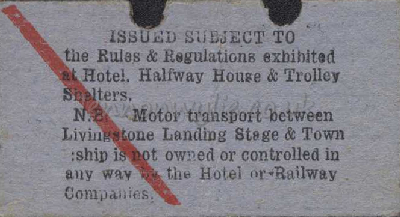 ISSUED SUBJECT TO
the Rules & Regulations exhibited
at Hotel, Halfway House & Trolley
Shelters.
N.B. Motor transport between
Livingstone Landing Stage & Town
:ship is not owned or controlled in
any way by the Hotel or Railway
Companies.